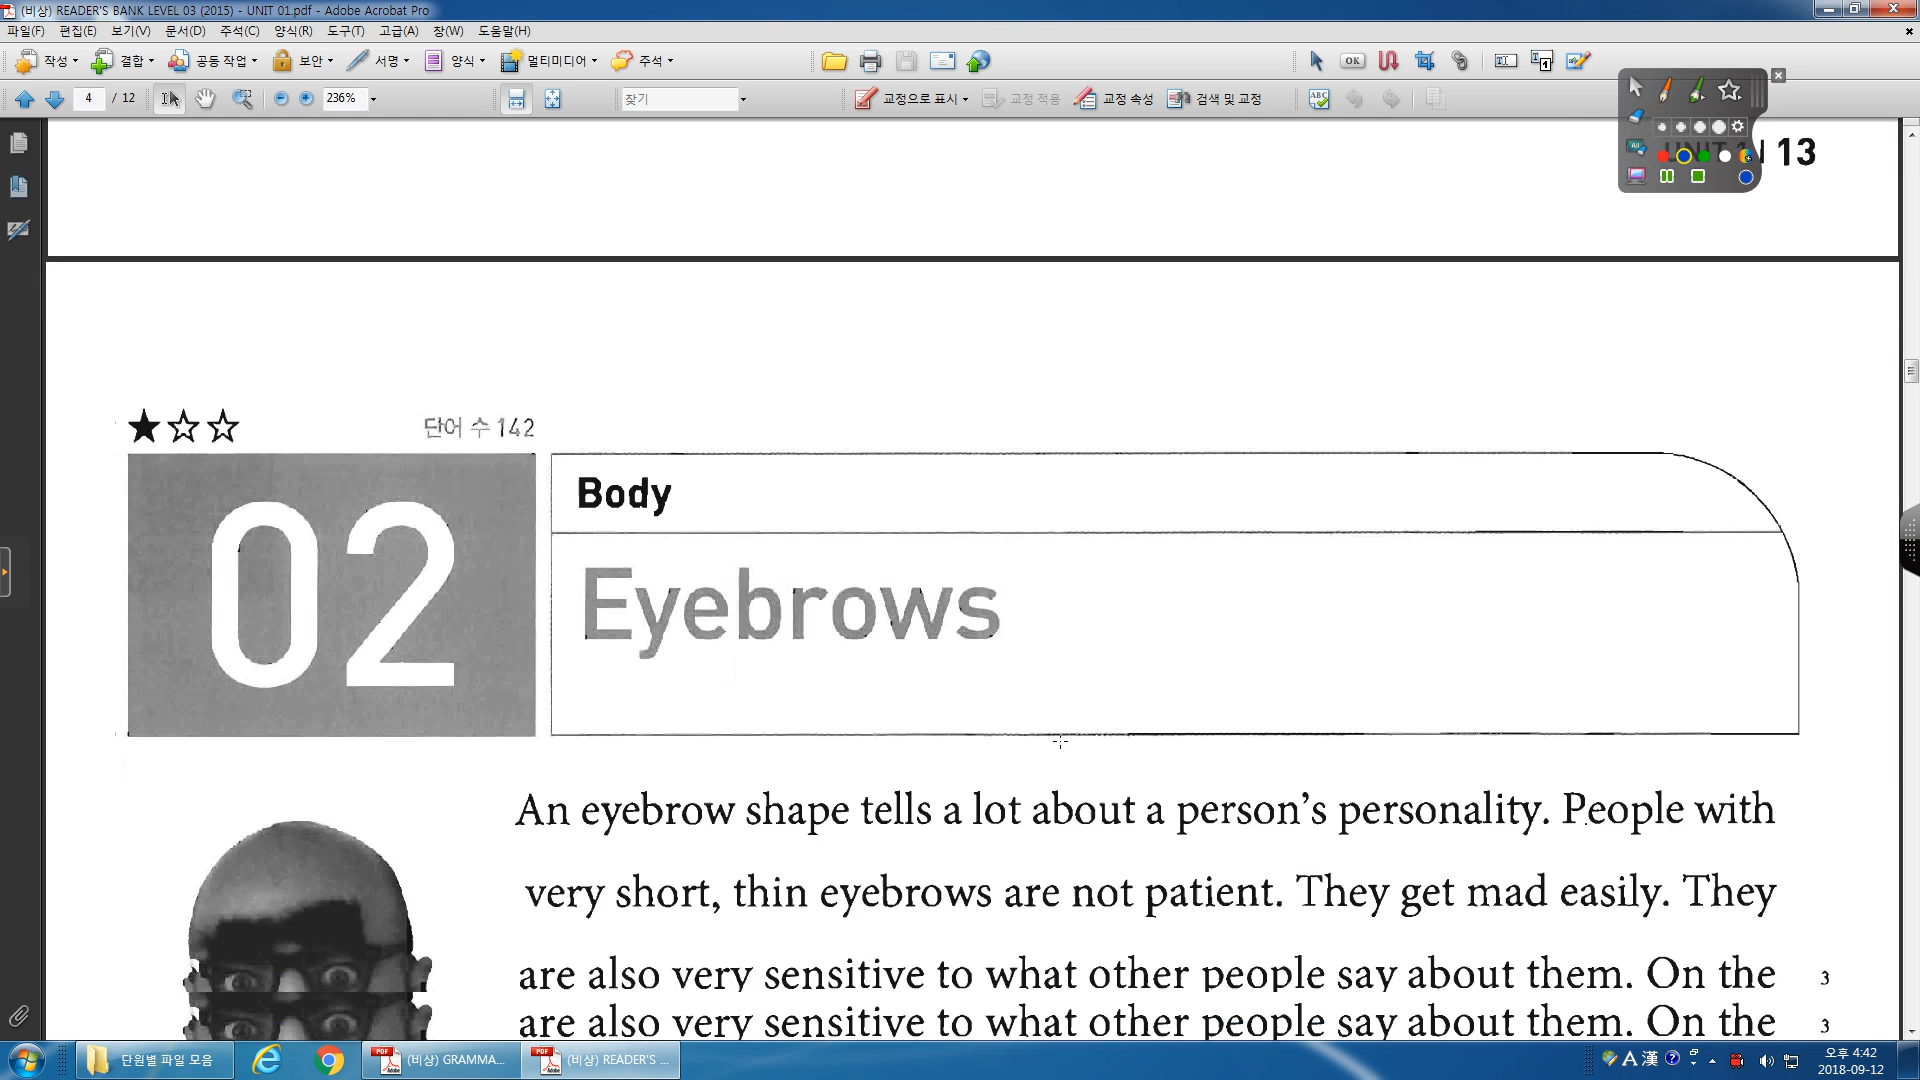 (비상) READER'S BANK LEVEL 03 (2015) - UNIT 01.pdf - Adobe Acrobat Pro
파일(F) 편집(E) 보기(V) 문서(D) 주석(C) 양식(R) 도구(T) 고급(A) 창(W) 도움말(H)
작성 결합 공동 작업 보안 서명 양식 멀티미디어 주석 OK
4 / 12 236% 찾기 교정으로 표시 교정 적용 교정 속성 검색 및 교정
UNIT 1 | 13
★☆☆ 단어 수 142
02
Body
Eyebrows
An eyebrow shape tells a lot about a person's personality. People with
very short, thin eyebrows are not patient. They get mad easily. They
are also very sensitive to what other people say about them. On the 3
are also very sensitive to what other people say about them. On the 3
단원별 파일 모음 (비상) GRAMMA... (비상) READER'S ... A 漢 오후 4:42
2018-09-12